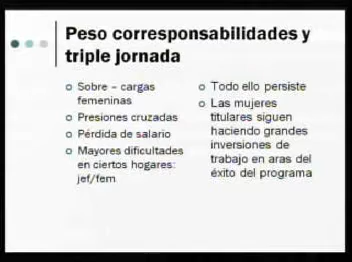 Peso corresponsabilidades y
triple jornada
Sobre – cargas
femeninas
Presiones cruzadas
Pérdida de salario
Mayores dificultades
en ciertos hogares:
jef/fem
Todo ello persiste
Las mujeres
titulares siguen
haciendo grandes
inversiones de
trabajo en aras del
éxito del programa